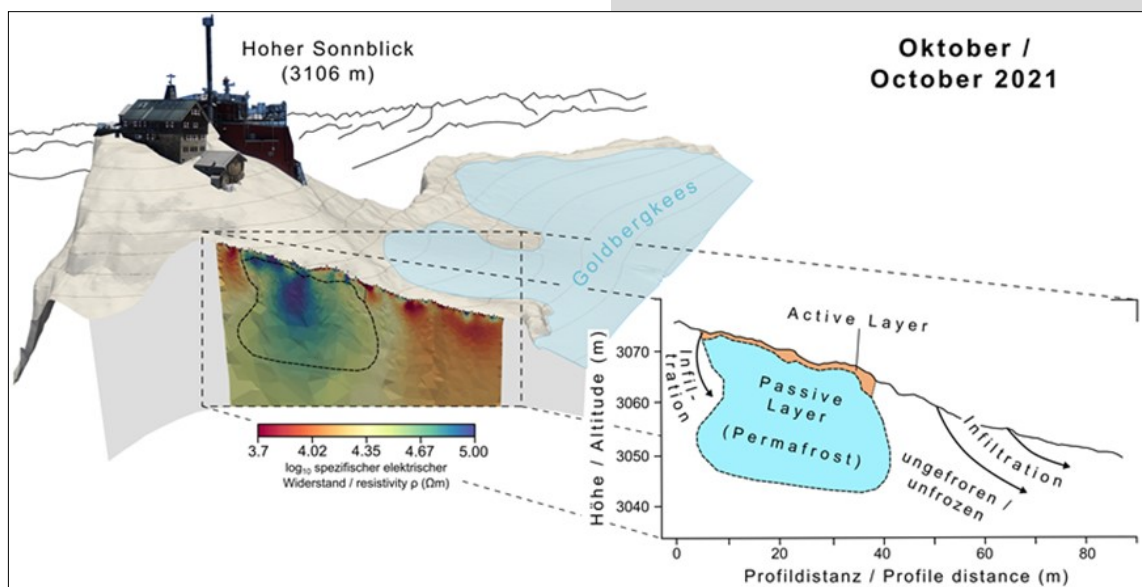 Hoher Sonnblick
(3106 m)
Oktober /
October 2021
Goldbergkees
3.7 4.02 4.35 4.67 5.00
log₁₀ spezifischer elektrischer
Widerstand / resistivity ρ (Ωm)
Höhe / Altitude (m)
3070
3060
3050
3040
Active Layer
Infil-
tration
Passive
Layer
(Permafrost)
Infiltration
ungefroren /
unfrozen
0 20 40 60 80
Profildistanz / Profile distance (m)